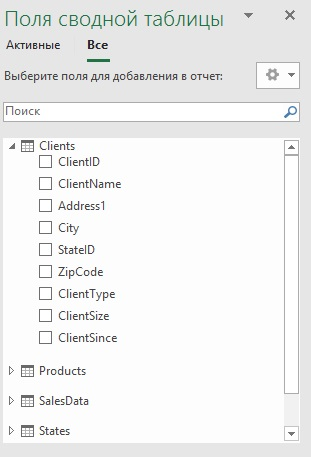 Поля сводной таблицы
Активные Все
Выберите поля для добавления в отчет:
Поиск
Clients
ClientID
ClientName
Address1
City
StateID
ZipCode
ClientType
ClientSize
ClientSince
Products
SalesData
States